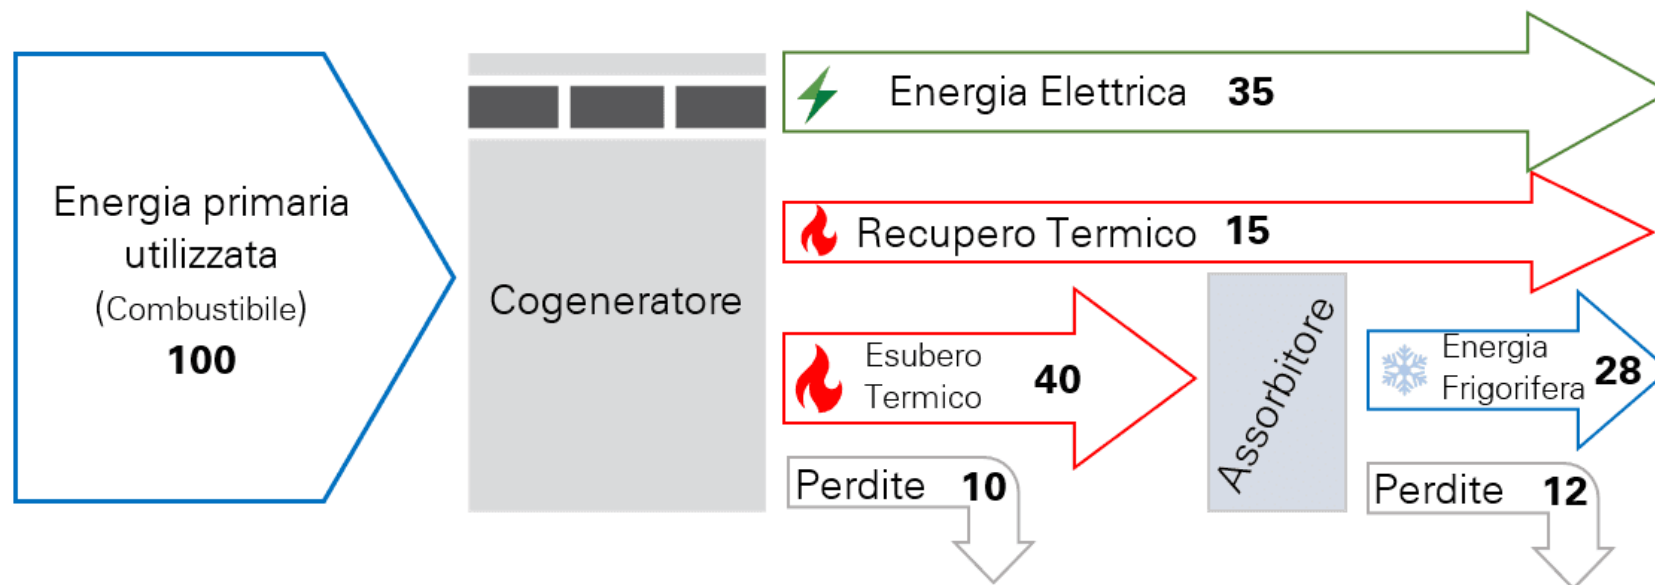 Energia primaria
utilizzata
(Combustibile)
100
Cogeneratore
Energia Elettrica 35
Recupero Termico 15
Esubero
Termico
40
Perdite 10
Assorbitore
Energia
Frigorifera
28
Perdite 12